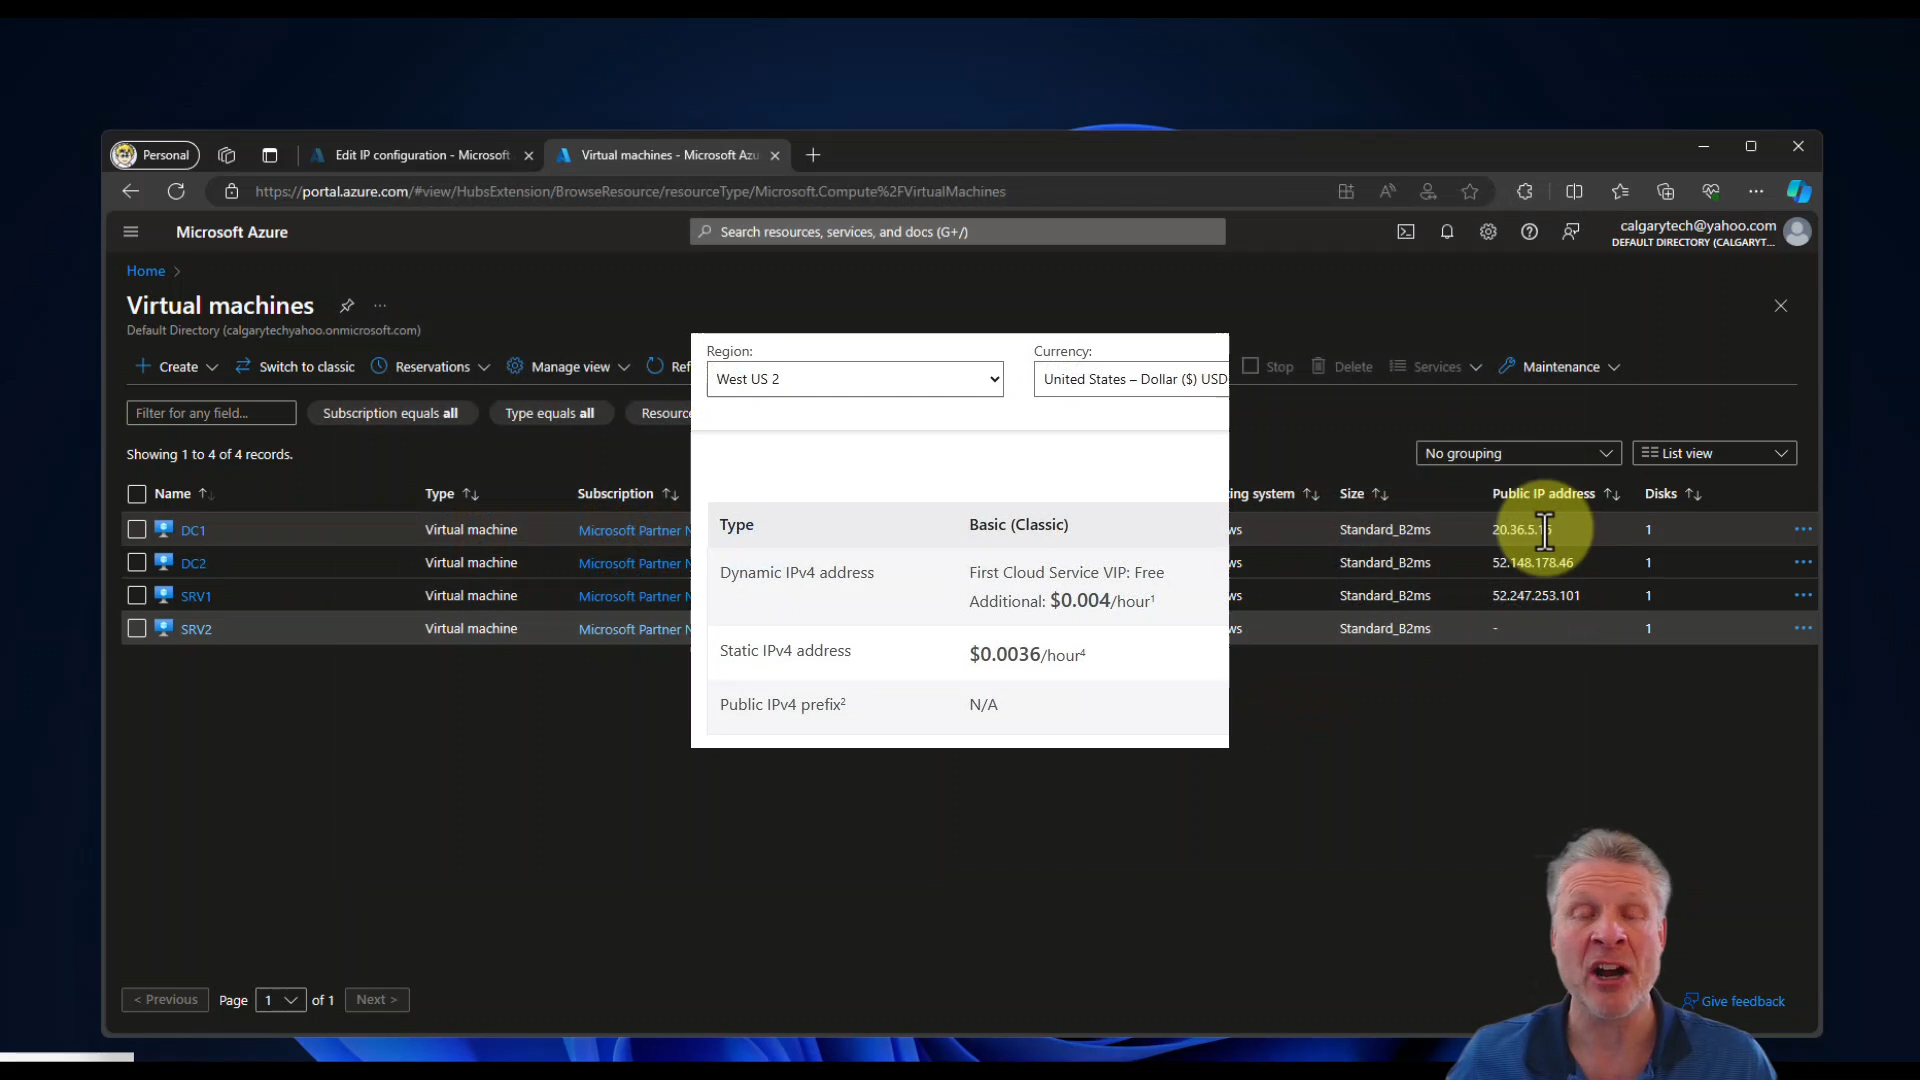 Personal
Edit IP configuration - Microsoft
Virtual machines - Microsoft Azu
https://portal.azure.com/#view/HubsExtension/BrowseResource/resourceType/Microsoft.Compute%2FVirtualMachines
Microsoft Azure
Search resources, services, and docs (G+/)
calgarytech@yahoo.com
DEFAULT DIRECTORY (CALGARYT...
Home
Virtual machines
Default Directory (calgarytechyahoo.onmicrosoft.com)
Create Switch to classic Reservations Manage view Ref Stop Delete Services Maintenance
Region: Currency:
West US 2 United States – Dollar ($) USD
Filter for any field... Subscription equals all Type equals all Resourc
Showing 1 to 4 of 4 records.
No grouping List view
Name Type Subscription ing system Size Public IP address Disks
DC1 Virtual machine Microsoft Partner N ws Standard_B2ms 1
DC2 Virtual machine Microsoft Partner N ws Standard_B2ms 52.148.178.46 1
SRV1 Virtual machine Microsoft Partner N ws Standard_B2ms 52.247.253.101 1
SRV2 Virtual machine Microsoft Partner N ws Standard_B2ms - 1
Type Basic (Classic)
Dynamic IPv4 address First Cloud Service VIP: Free
Additional: $0.004/hour¹
Static IPv4 address $0.0036/hour⁴
Public IPv4 prefix² N/A
< Previous Page 1 of 1 Next >
Give feedback